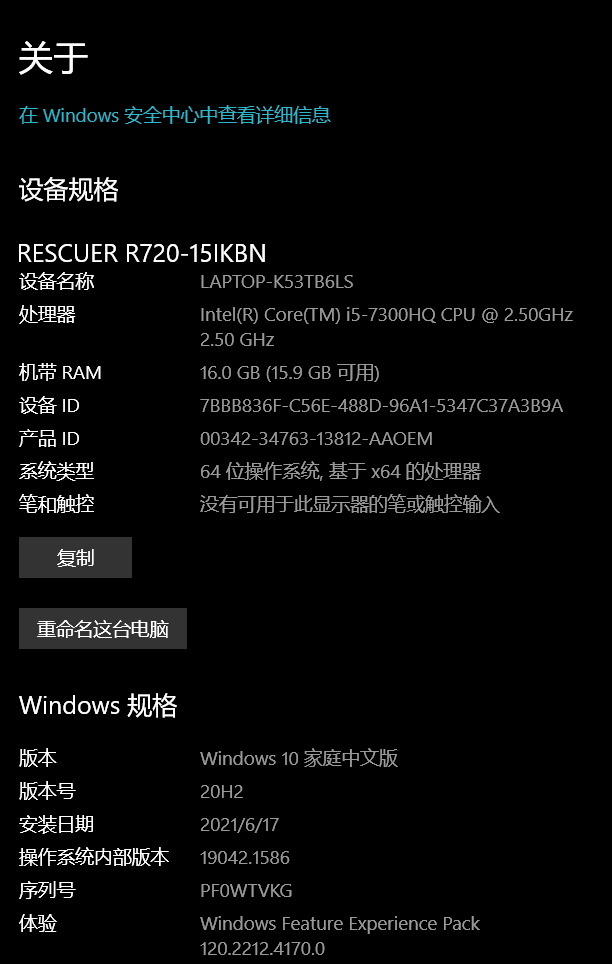 关于
在 Windows 安全中心中查看详细信息
设备规格
RESCUER R720-15IKBN
设备名称 LAPTOP-K53TB6LS
处理器 Intel(R) Core(TM) i5-7300HQ CPU @ 2.50GHz
2.50 GHz
机带 RAM 16.0 GB (15.9 GB 可用)
设备 ID 7BBB836F-C56E-488D-96A1-5347C37A3B9A
产品 ID 00342-34763-13812-AAOEM
系统类型 64 位操作系统, 基于 x64 的处理器
笔和触控 没有可用于此显示器的笔或触控输入
复制
重命名这台电脑
Windows 规格
版本 Windows 10 家庭中文版
版本号 20H2
安装日期 2021/6/17
操作系统内部版本 19042.1586
序列号 PF0WTVKG
体验 Windows Feature Experience Pack
120.2212.4170.0